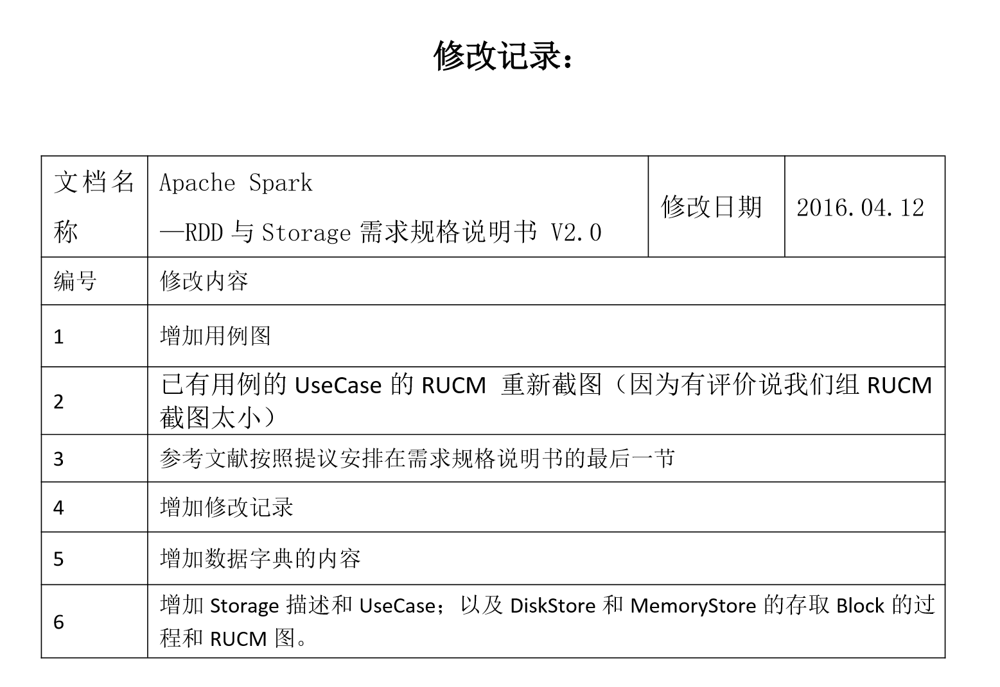 修改记录：
文档名
称
Apache Spark
—RDD 与 Storage 需求规格说明书 V2.0
修改日期
2016.04.12
编号
修改内容
1
增加用例图
2
已有用例的 UseCase 的 RUCM 重新截图（因为有评价说我们组 RUCM
截图太小）
3
参考文献按照提议安排在需求规格说明书的最后一节
4
增加修改记录
5
增加数据字典的内容
6
增加 Storage 描述和 UseCase；以及 DiskStore 和 MemoryStore 的存取 Block 的过
程和 RUCM 图。